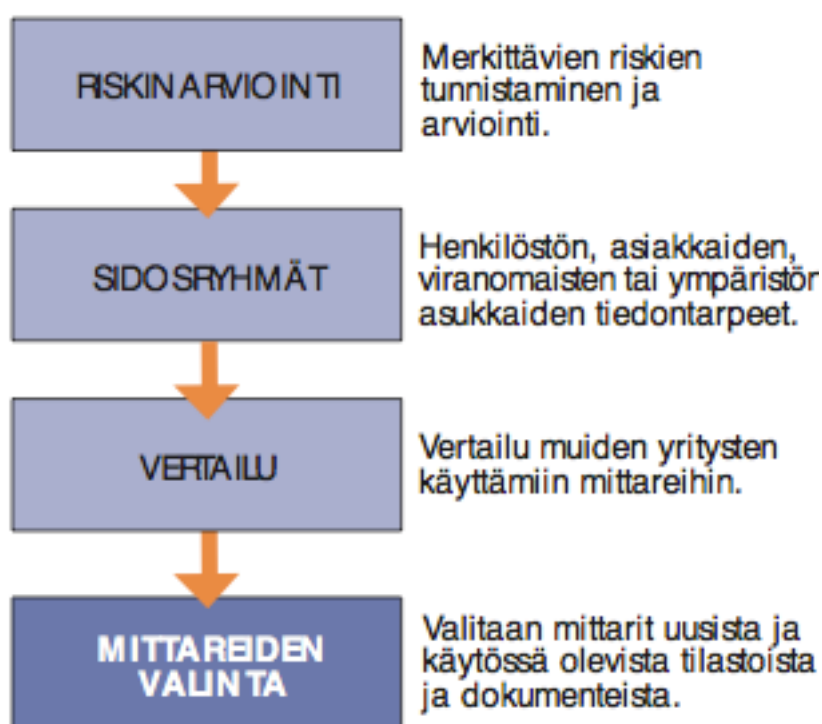 RISKINARVIOINTI
Merkittävien riskien
tunnistaminen ja
arviointi.
SIDOSRYHMÄT
Henkilöstön, asiakkaiden,
viranomaisten tai ympäristön
asukkaiden tiedontarpeet.
VERTAILU
Vertailu muiden yritysten
käyttämiin mittareihin.
MITTAREIDEN
VALINTA
Valitaan mittarit uusista ja
käytössä olevista tilastoista
ja dokumenteista.